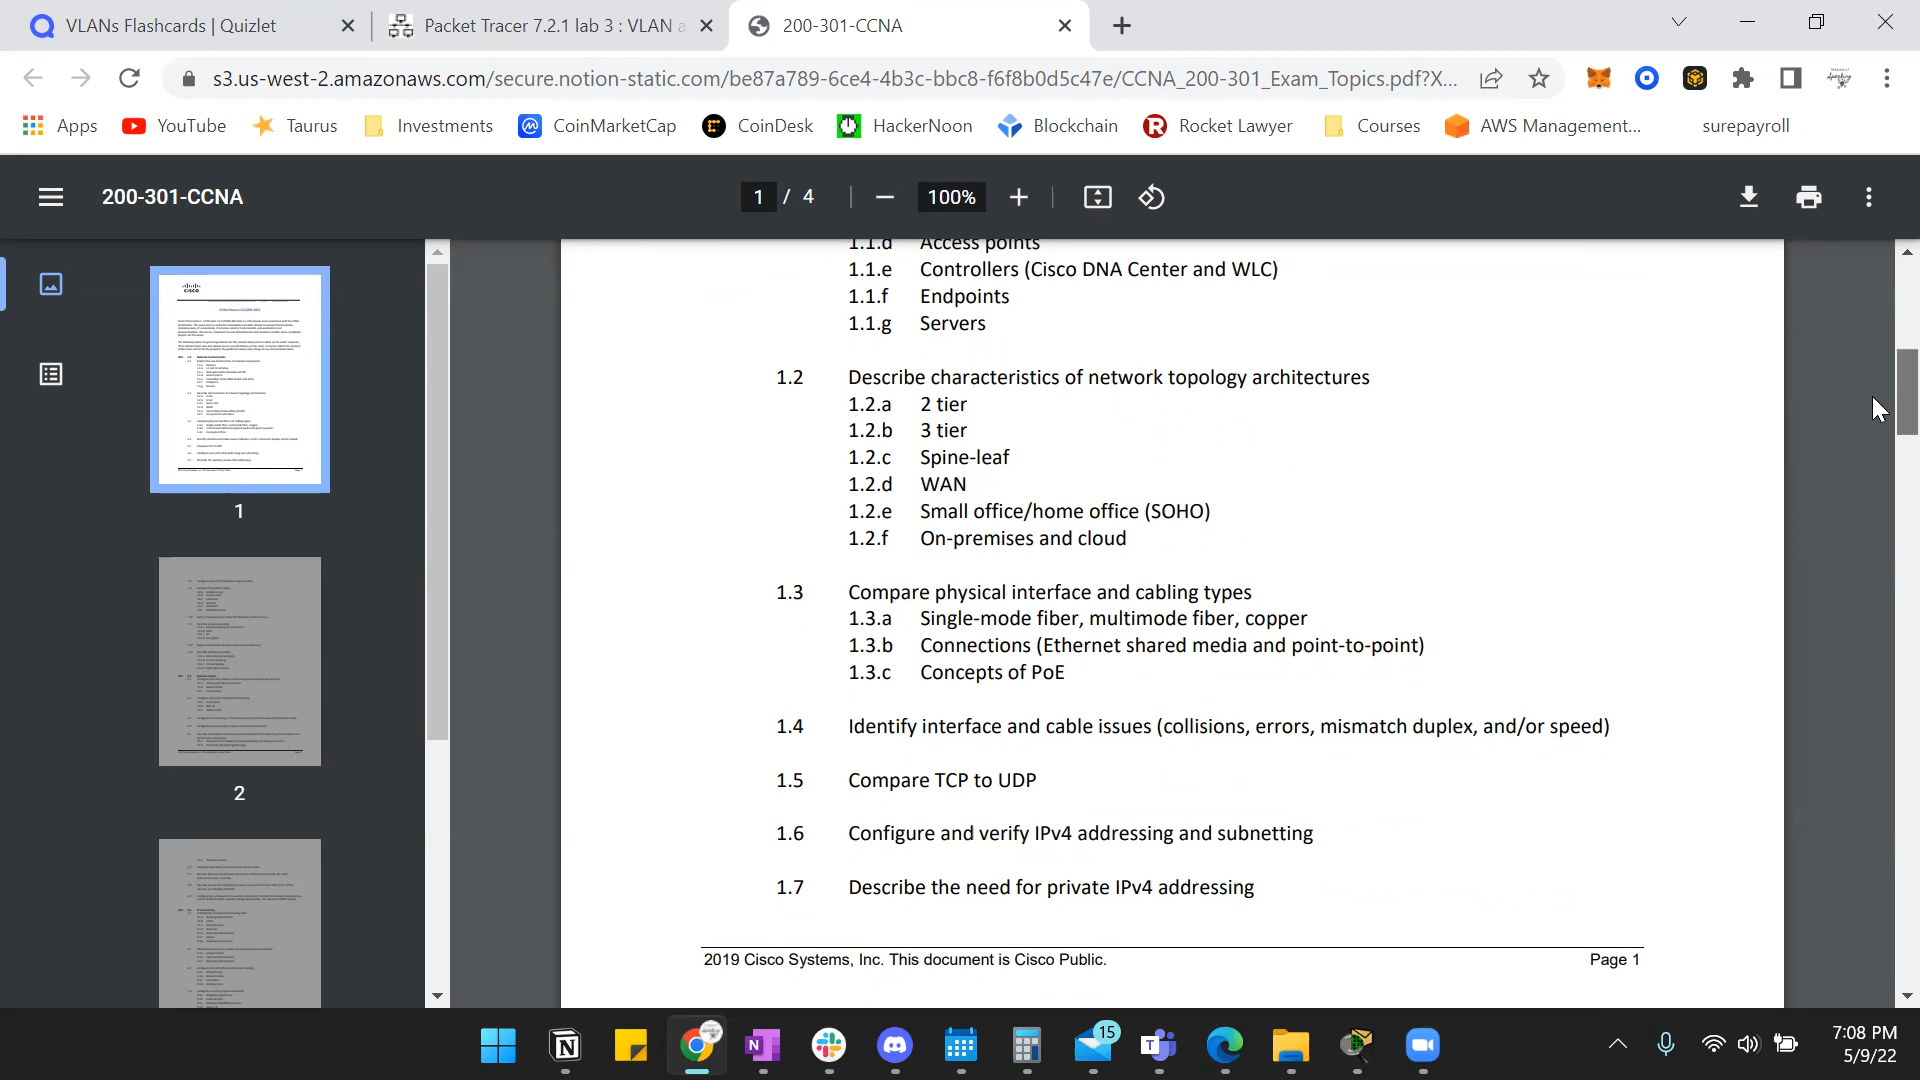 VLANs Flashcards | Quizlet
Packet Tracer 7.2.1 lab 3 : VLAN a
200-301-CCNA
s3.us-west-2.amazonaws.com/secure.notion-static.com/be87a789-6ce4-4b3c-bbc8-f6f8b0d5c47e/CCNA_200-301_Exam_Topics.pdf?X...
Apps YouTube Taurus Investments CoinMarketCap CoinDesk HackerNoon Blockchain Rocket Lawyer Courses AWS Management... surepayroll
200-301-CCNA
1 / 4
100%
1.1.d Access points
1.1.e Controllers (Cisco DNA Center and WLC)
1.1.f Endpoints
1.1.g Servers
1.2 Describe characteristics of network topology architectures
1.2.a 2 tier
1.2.b 3 tier
1.2.c Spine-leaf
1.2.d WAN
1.2.e Small office/home office (SOHO)
1.2.f On-premises and cloud
1.3 Compare physical interface and cabling types
1.3.a Single-mode fiber, multimode fiber, copper
1.3.b Connections (Ethernet shared media and point-to-point)
1.3.c Concepts of PoE
1.4 Identify interface and cable issues (collisions, errors, mismatch duplex, and/or speed)
1.5 Compare TCP to UDP
1.6 Configure and verify IPv4 addressing and subnetting
1.7 Describe the need for private IPv4 addressing
2019 Cisco Systems, Inc. This document is Cisco Public. Page 1
CISCO
1
2
15
7:08 PM
5/9/22